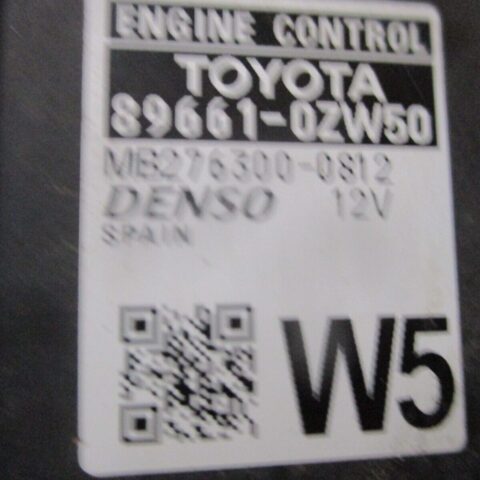 ENGINE CONTROL
TOYOTA
89661-0ZW50
MB276300-0812
DENSO 12V
SPAIN
W5